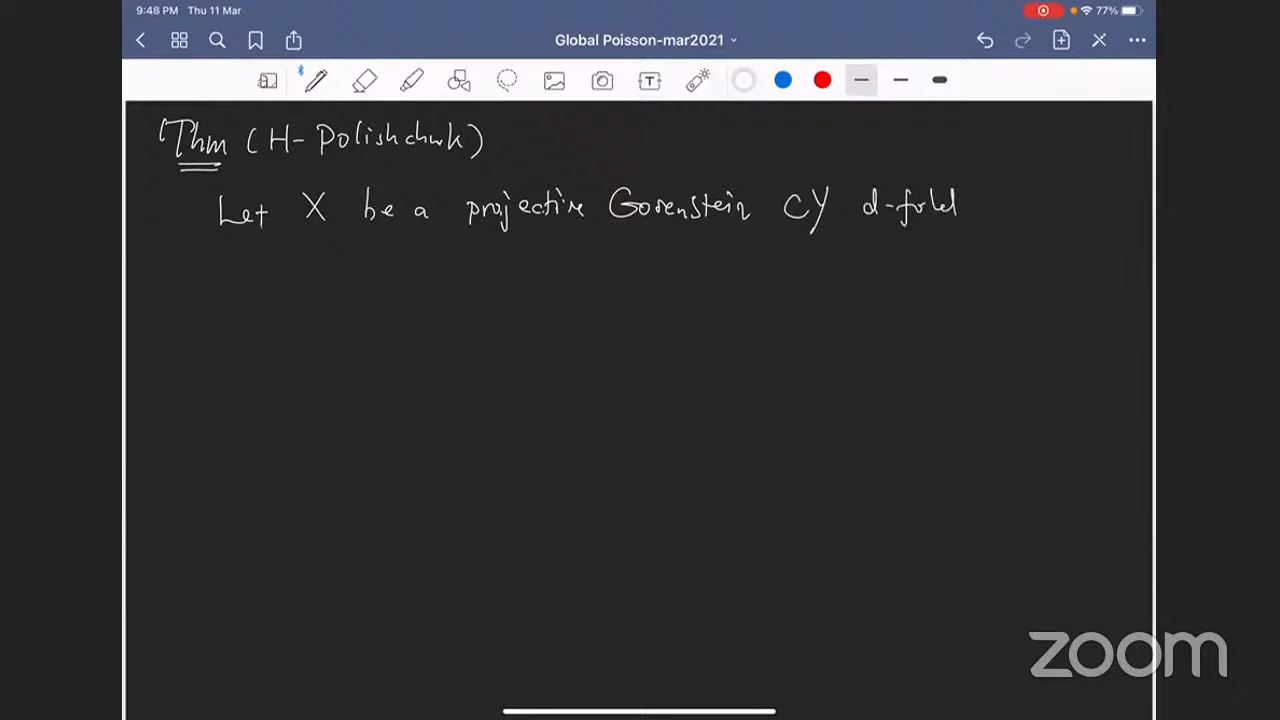 9:48 PM Thu 11 Mar
77%
Global Poisson-mar2021
Thm (H- Polishchuk)
Let X be a projective Gorenstein CY d-fold
zoom